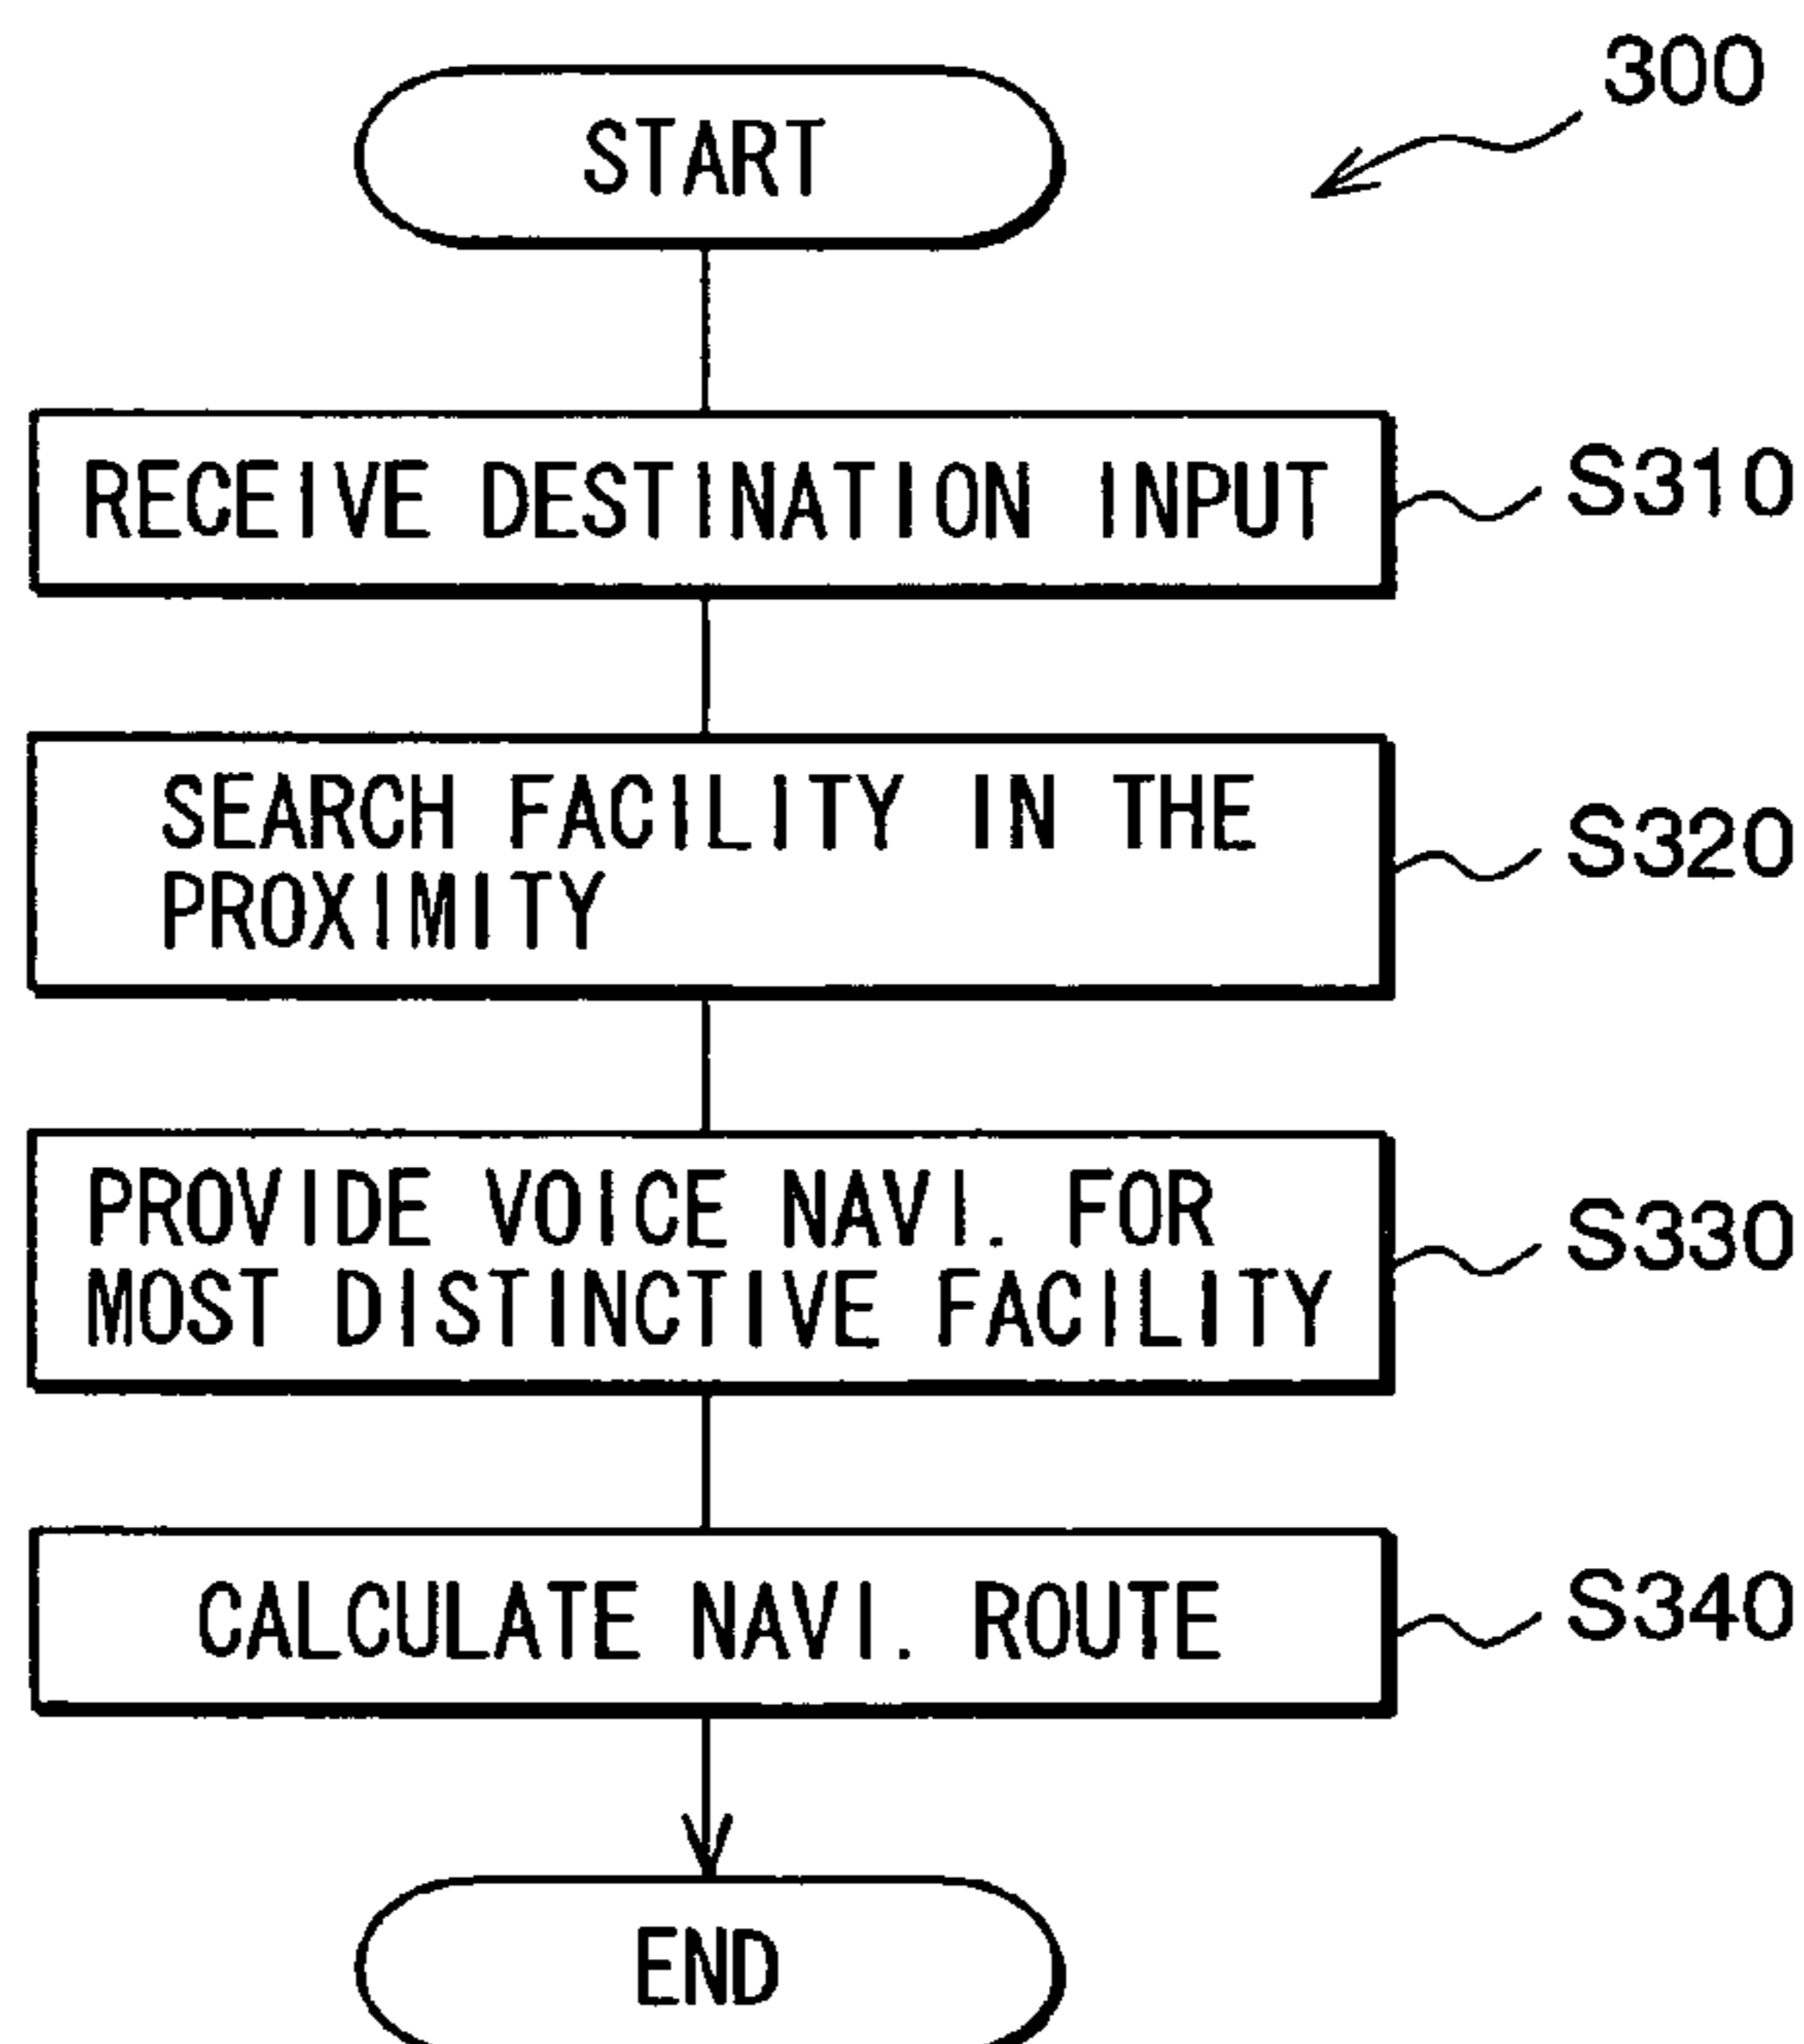 300
START
RECEIVE DESTINATION INPUT
S310
SEARCH FACILITY IN THE
PROXIMITY
S320
PROVIDE VOICE NAVI. FOR
MOST DISTINCTIVE FACILITY
S330
CALCULATE NAVI. ROUTE
S340
END